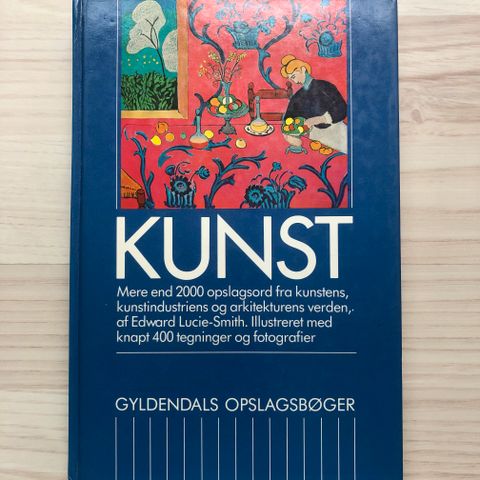 KUNST
Mere end 2000 opslagsord fra kunstens,
kunstindustriens og arkitekturens verden,
af Edward Lucie-Smith. Illustreret med
knapt 400 tegninger og fotografier
GYLDENDALS OPSLAGSBØGER